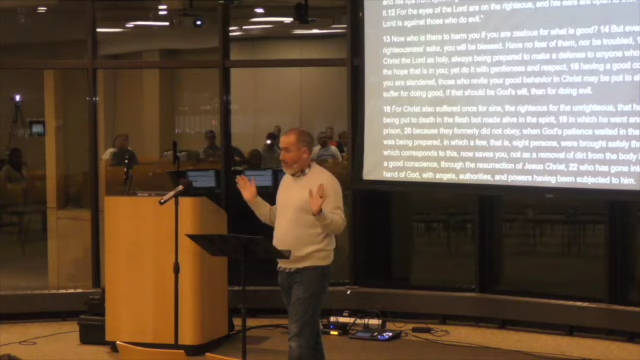 and his lips from
it. 12 For the eyes of the Lord are on the righteous, and his ears are open to
Lord is against those who do evil."
13 Now who is there to harm you if you are zealous for what is good? 14 But even
righteousness' sake, you will be blessed. Have no fear of them, nor be troubled, 1
Christ the Lord as holy, always being prepared to make a defense to anyone who
the hope that is in you; yet do it with gentleness and respect, 16 having a good co
you are slandered, those who revile your good behavior in Christ may be put to
suffer for doing good, if that should be God's will, than for doing evil.
18 For Christ also suffered once for sins, the righteous for the unrighteous, that
being put to death in the flesh but made alive in the spirit, 19 in which he went an
prison, 20 because they formerly did not obey, when God's patience waited in the
was being prepared, in which a few, that is, eight persons, were brought safely th
which corresponds to this, now saves you, not as a removal of dirt from the body b
a good conscience, through the resurrection of Jesus Christ, 22 who has gone int
hand of God, with angels, authorities, and powers having been subjected to him.